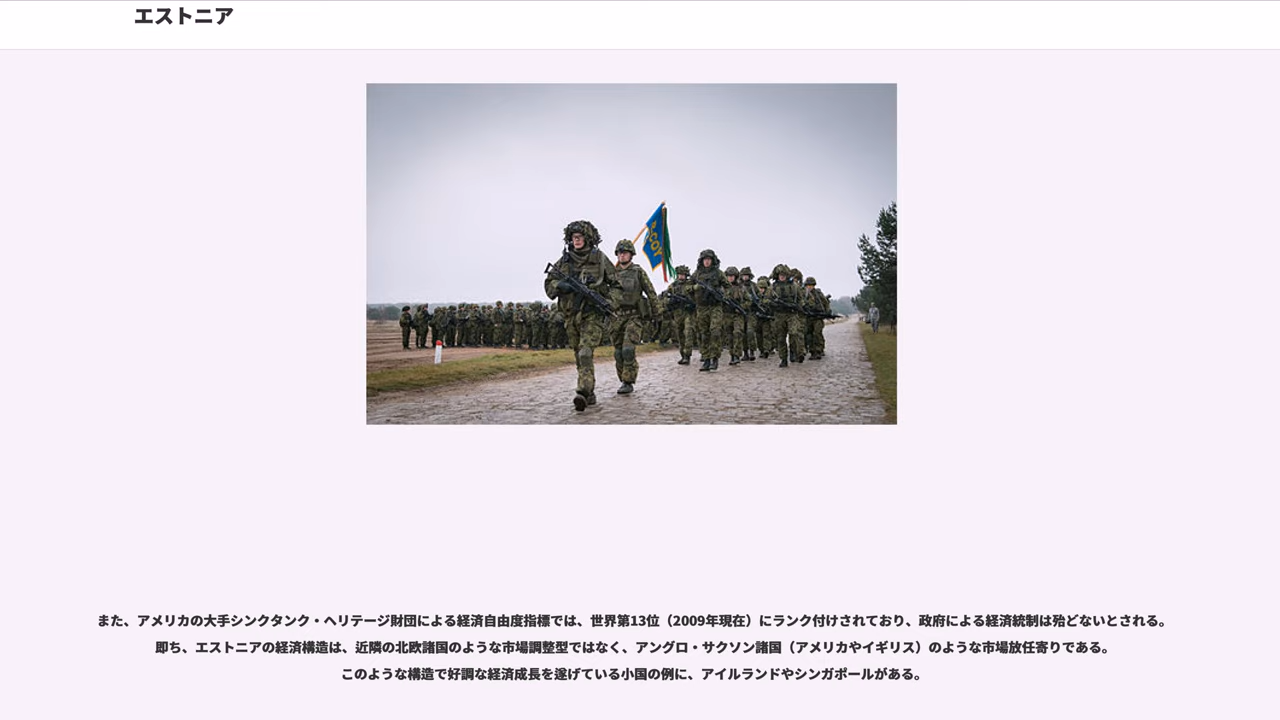 エストニア
また、アメリカの大手シンクタンク・ヘリテージ財団による経済自由度指標では、世界第13位（2009年現在）にランク付けされており、政府による経済統制は殆どないとされる。
即ち、エストニアの経済構造は、近隣の北欧諸国のような市場調整型ではなく、アングロ・サクソン諸国（アメリカやイギリス）のような市場放任寄りである。
このような構造で好調な経済成長を遂げている小国の例に、アイルランドやシンガポールがある。